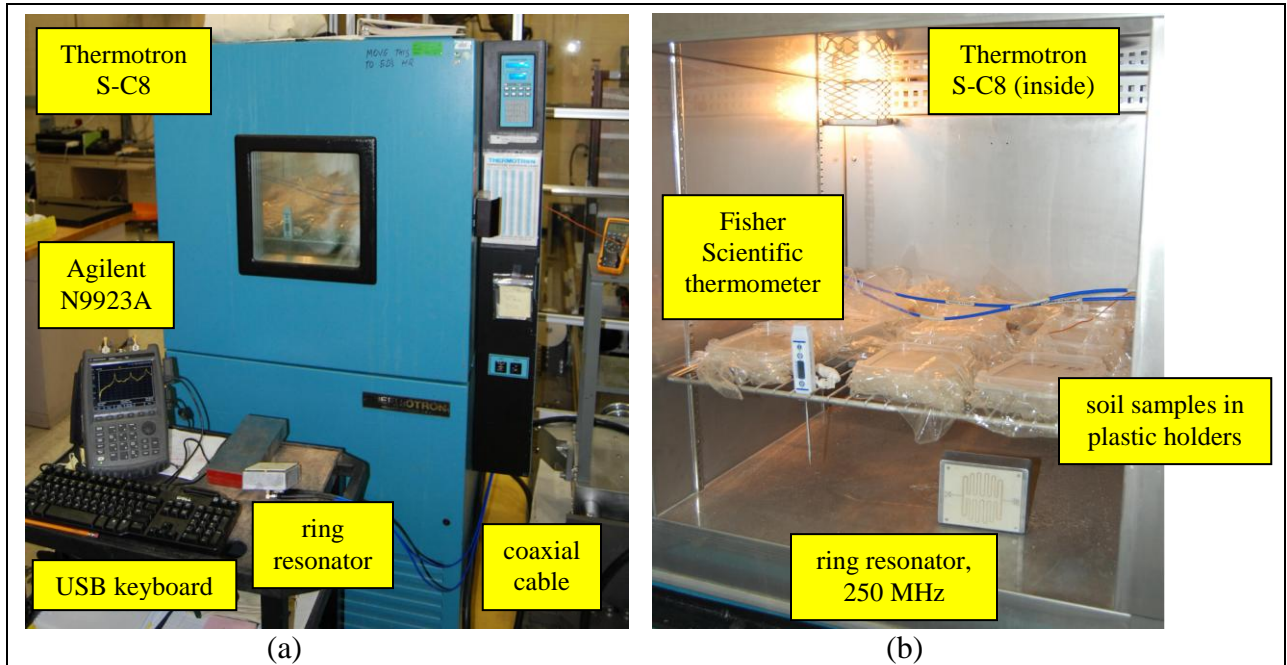 Thermotron
S-C8
MOVE THIS
TO
THERMOTRON
Agilent
N9923A
ring
resonator
coaxial
cable
USB keyboard
(a)
Thermotron
S-C8 (inside)
Fisher
Scientific
thermometer
soil samples in
plastic holders
ring resonator,
250 MHz
(b)